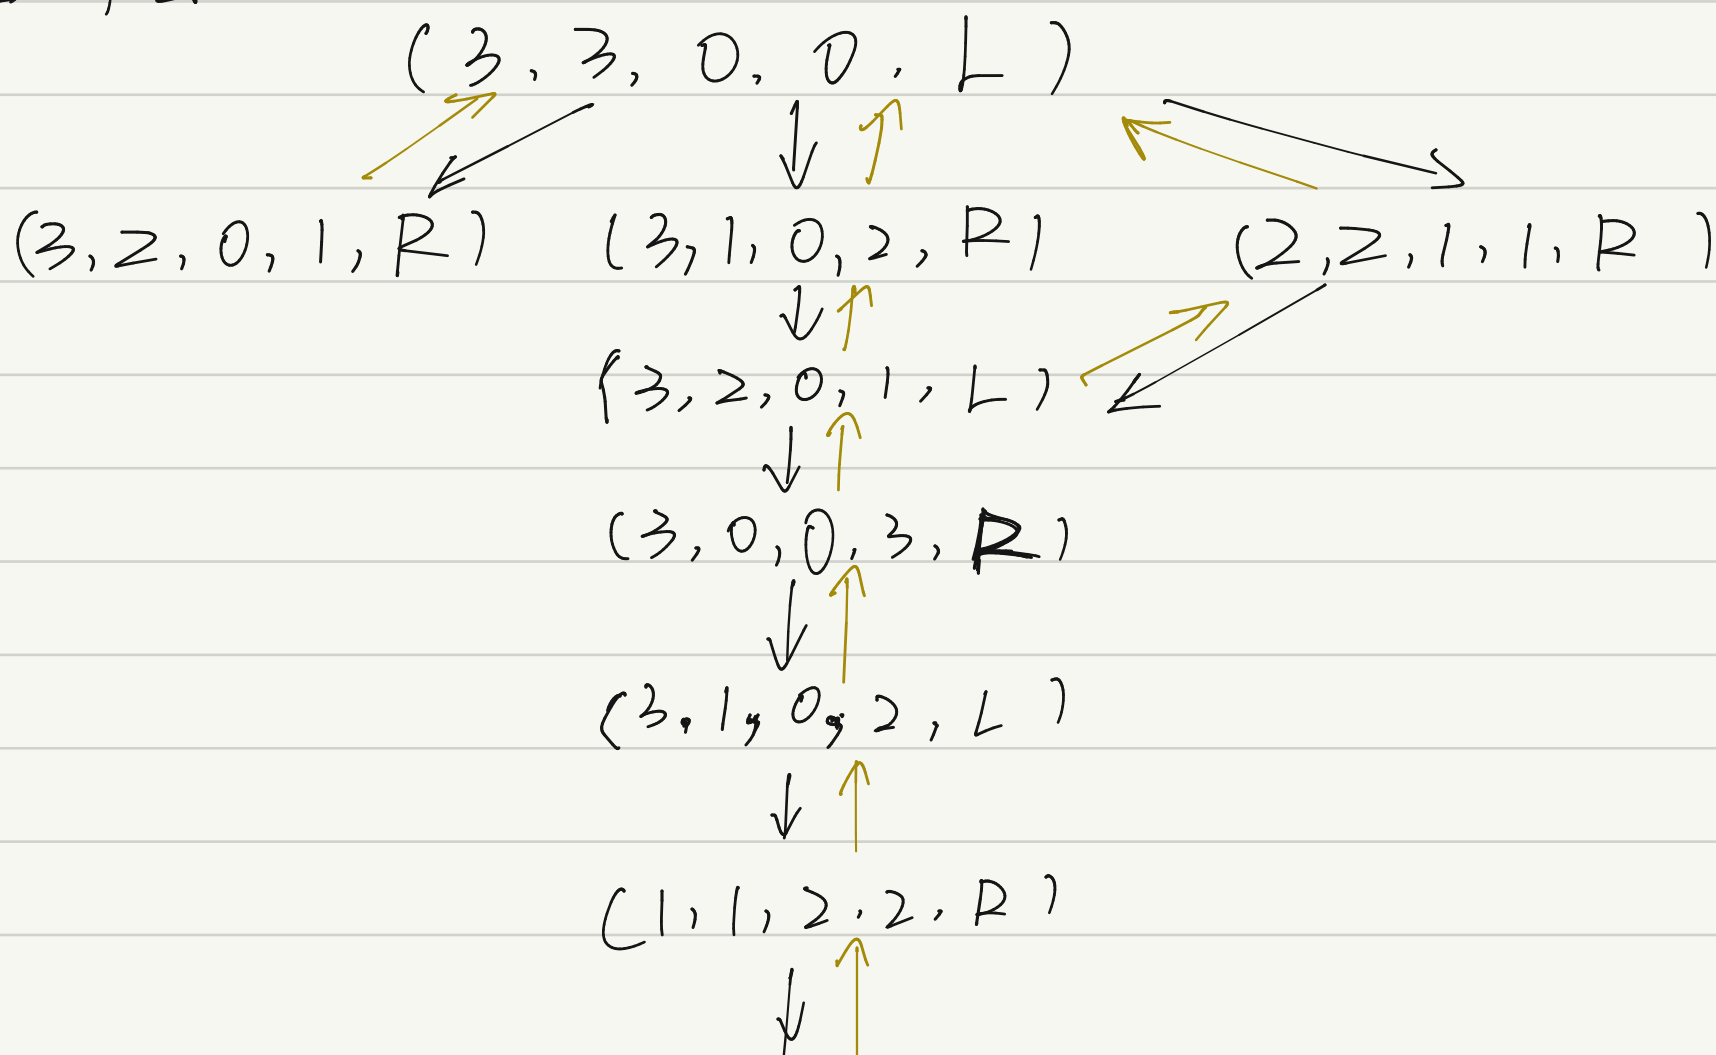 (3, 3, 0, 0, L)
(3, 2, 0, 1, R) (3, 1, 0, 2, R) (2, 2, 1, 1, R)
(3, 2, 0, 1, L)
(3, 0, 0, 3, R)
(3, 1, 0, 2, L)
(1, 1, 2, 2, R)